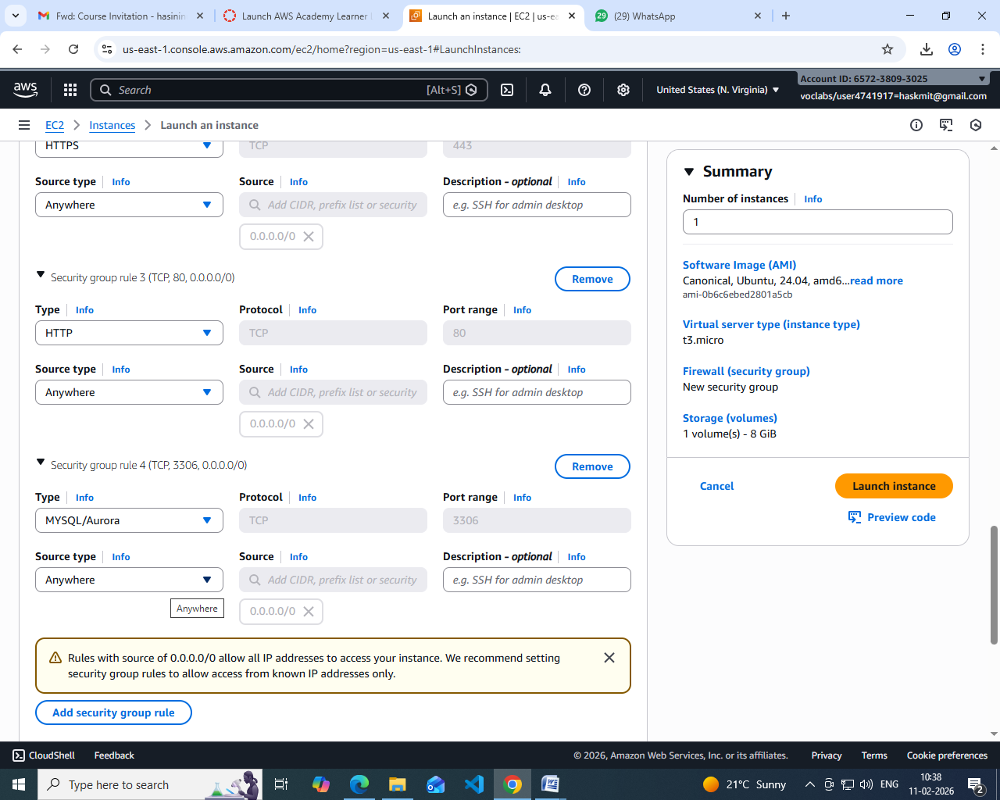 Fwd: Course Invitation - hasinin
Launch AWS Academy Learner L
Launch an instance | EC2 | us-ea
29
(29) WhatsApp
us-east-1.console.aws.amazon.com/ec2/home?region=us-east-1#LaunchInstances:
aws
Search
[Alt+S]
United States (N. Virginia)
Account ID: 6572-3809-3025
voclabs/user4741917=haskmit@gmail.com
EC2
Instances
Launch an instance
HTTPS
TCP
443
Source type Info
Source Info
Description - optional Info
Anywhere
Add CIDR, prefix list or security
e.g. SSH for admin desktop
0.0.0.0/0
Security group rule 3 (TCP, 80, 0.0.0.0/0)
Remove
Type Info
Protocol Info
Port range Info
HTTP
TCP
80
Source type Info
Source Info
Description - optional Info
Anywhere
Add CIDR, prefix list or security
e.g. SSH for admin desktop
0.0.0.0/0
Security group rule 4 (TCP, 3306, 0.0.0.0/0)
Remove
Type Info
Protocol Info
Port range Info
MYSQL/Aurora
TCP
3306
Source type Info
Source Info
Description - optional Info
Anywhere
Add CIDR, prefix list or security
e.g. SSH for admin desktop
Anywhere
0.0.0.0/0
Rules with source of 0.0.0.0/0 allow all IP addresses to access your instance. We recommend setting
security group rules to allow access from known IP addresses only.
Add security group rule
Summary
Number of instances Info
1
Software Image (AMI)
Canonical, Ubuntu, 24.04, amd6...read more
ami-0b6c6ebed2801a5cb
Virtual server type (instance type)
t3.micro
Firewall (security group)
New security group
Storage (volumes)
1 volume(s) - 8 GiB
Cancel
Launch instance
Preview code
CloudShell
Feedback
© 2026, Amazon Web Services, Inc. or its affiliates.
Privacy
Terms
Cookie preferences
Type here to search
21°C Sunny
ENG
10:38
11-02-2026
2